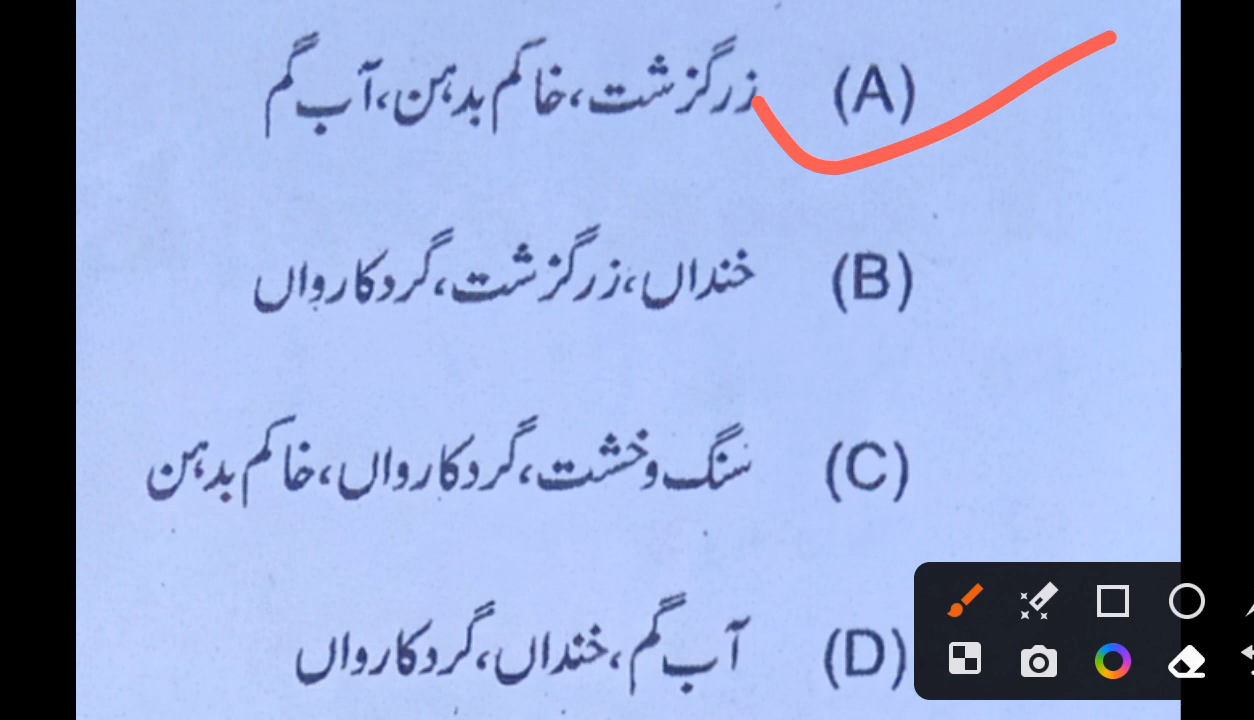 (A) زرگزشت، خاکم بدہن، آب گم
(B) خنداں، زرگزشت، گردکارواں
(C) سنگ وخشت، گردکارواں، خاکم بدہن
(D) آب گم، خنداں، گردکارواں